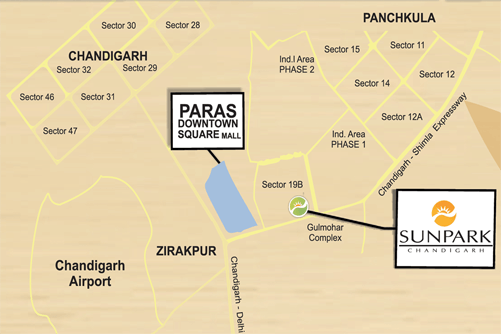 PANCHKULA
Sector 30
Sector 28
CHANDIGARH
Sector 32
Sector 29
Sector 46
Sector 31
Sector 47
Ind.I Area
PHASE 2
Sector 15
Sector 11
Sector 14
Sector 12
Sector 12A
Ind. Area
PHASE 1
Chandigarh - Shimla Expressway
PARAS
DOWNTOWN
SQUARE MALL
Sector 19B
Gulmohar
Complex
SUNPARK
CHANDIGARH
ZIRAKPUR
Chandigarh
Airport
Chandigarh - Delhi